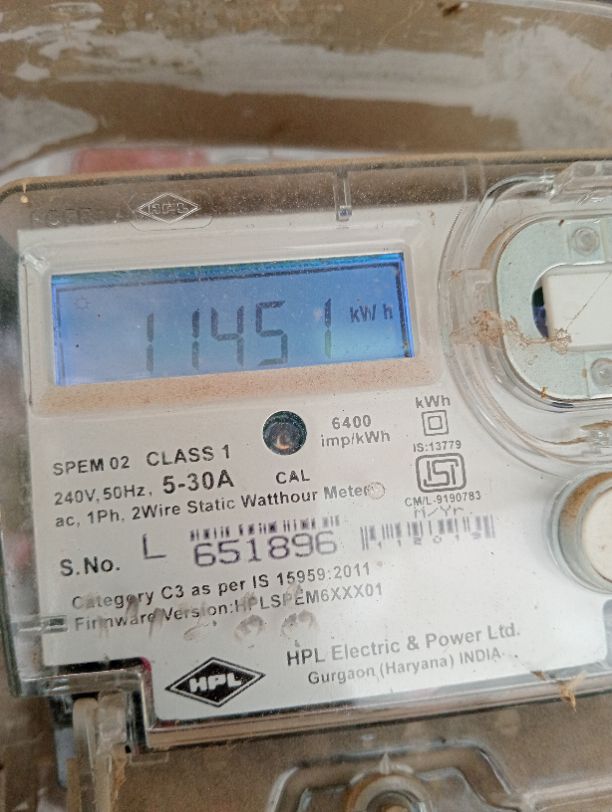 11451 kWh
6400
imp/kWh
kWh
IS:13779
SPEM 02 CLASS 1
240V, 50Hz, 5-30A CAL
ac, 1Ph, 2Wire Static Watthour Meter
CM/L-9190783
M/Yr.
S.No. L 651896
Category C3 as per IS 15959:2011
Firmware Version:HPLSPEM6XXX01
HPL
HPL Electric & Power Ltd.
Gurgaon (Haryana) INDIA